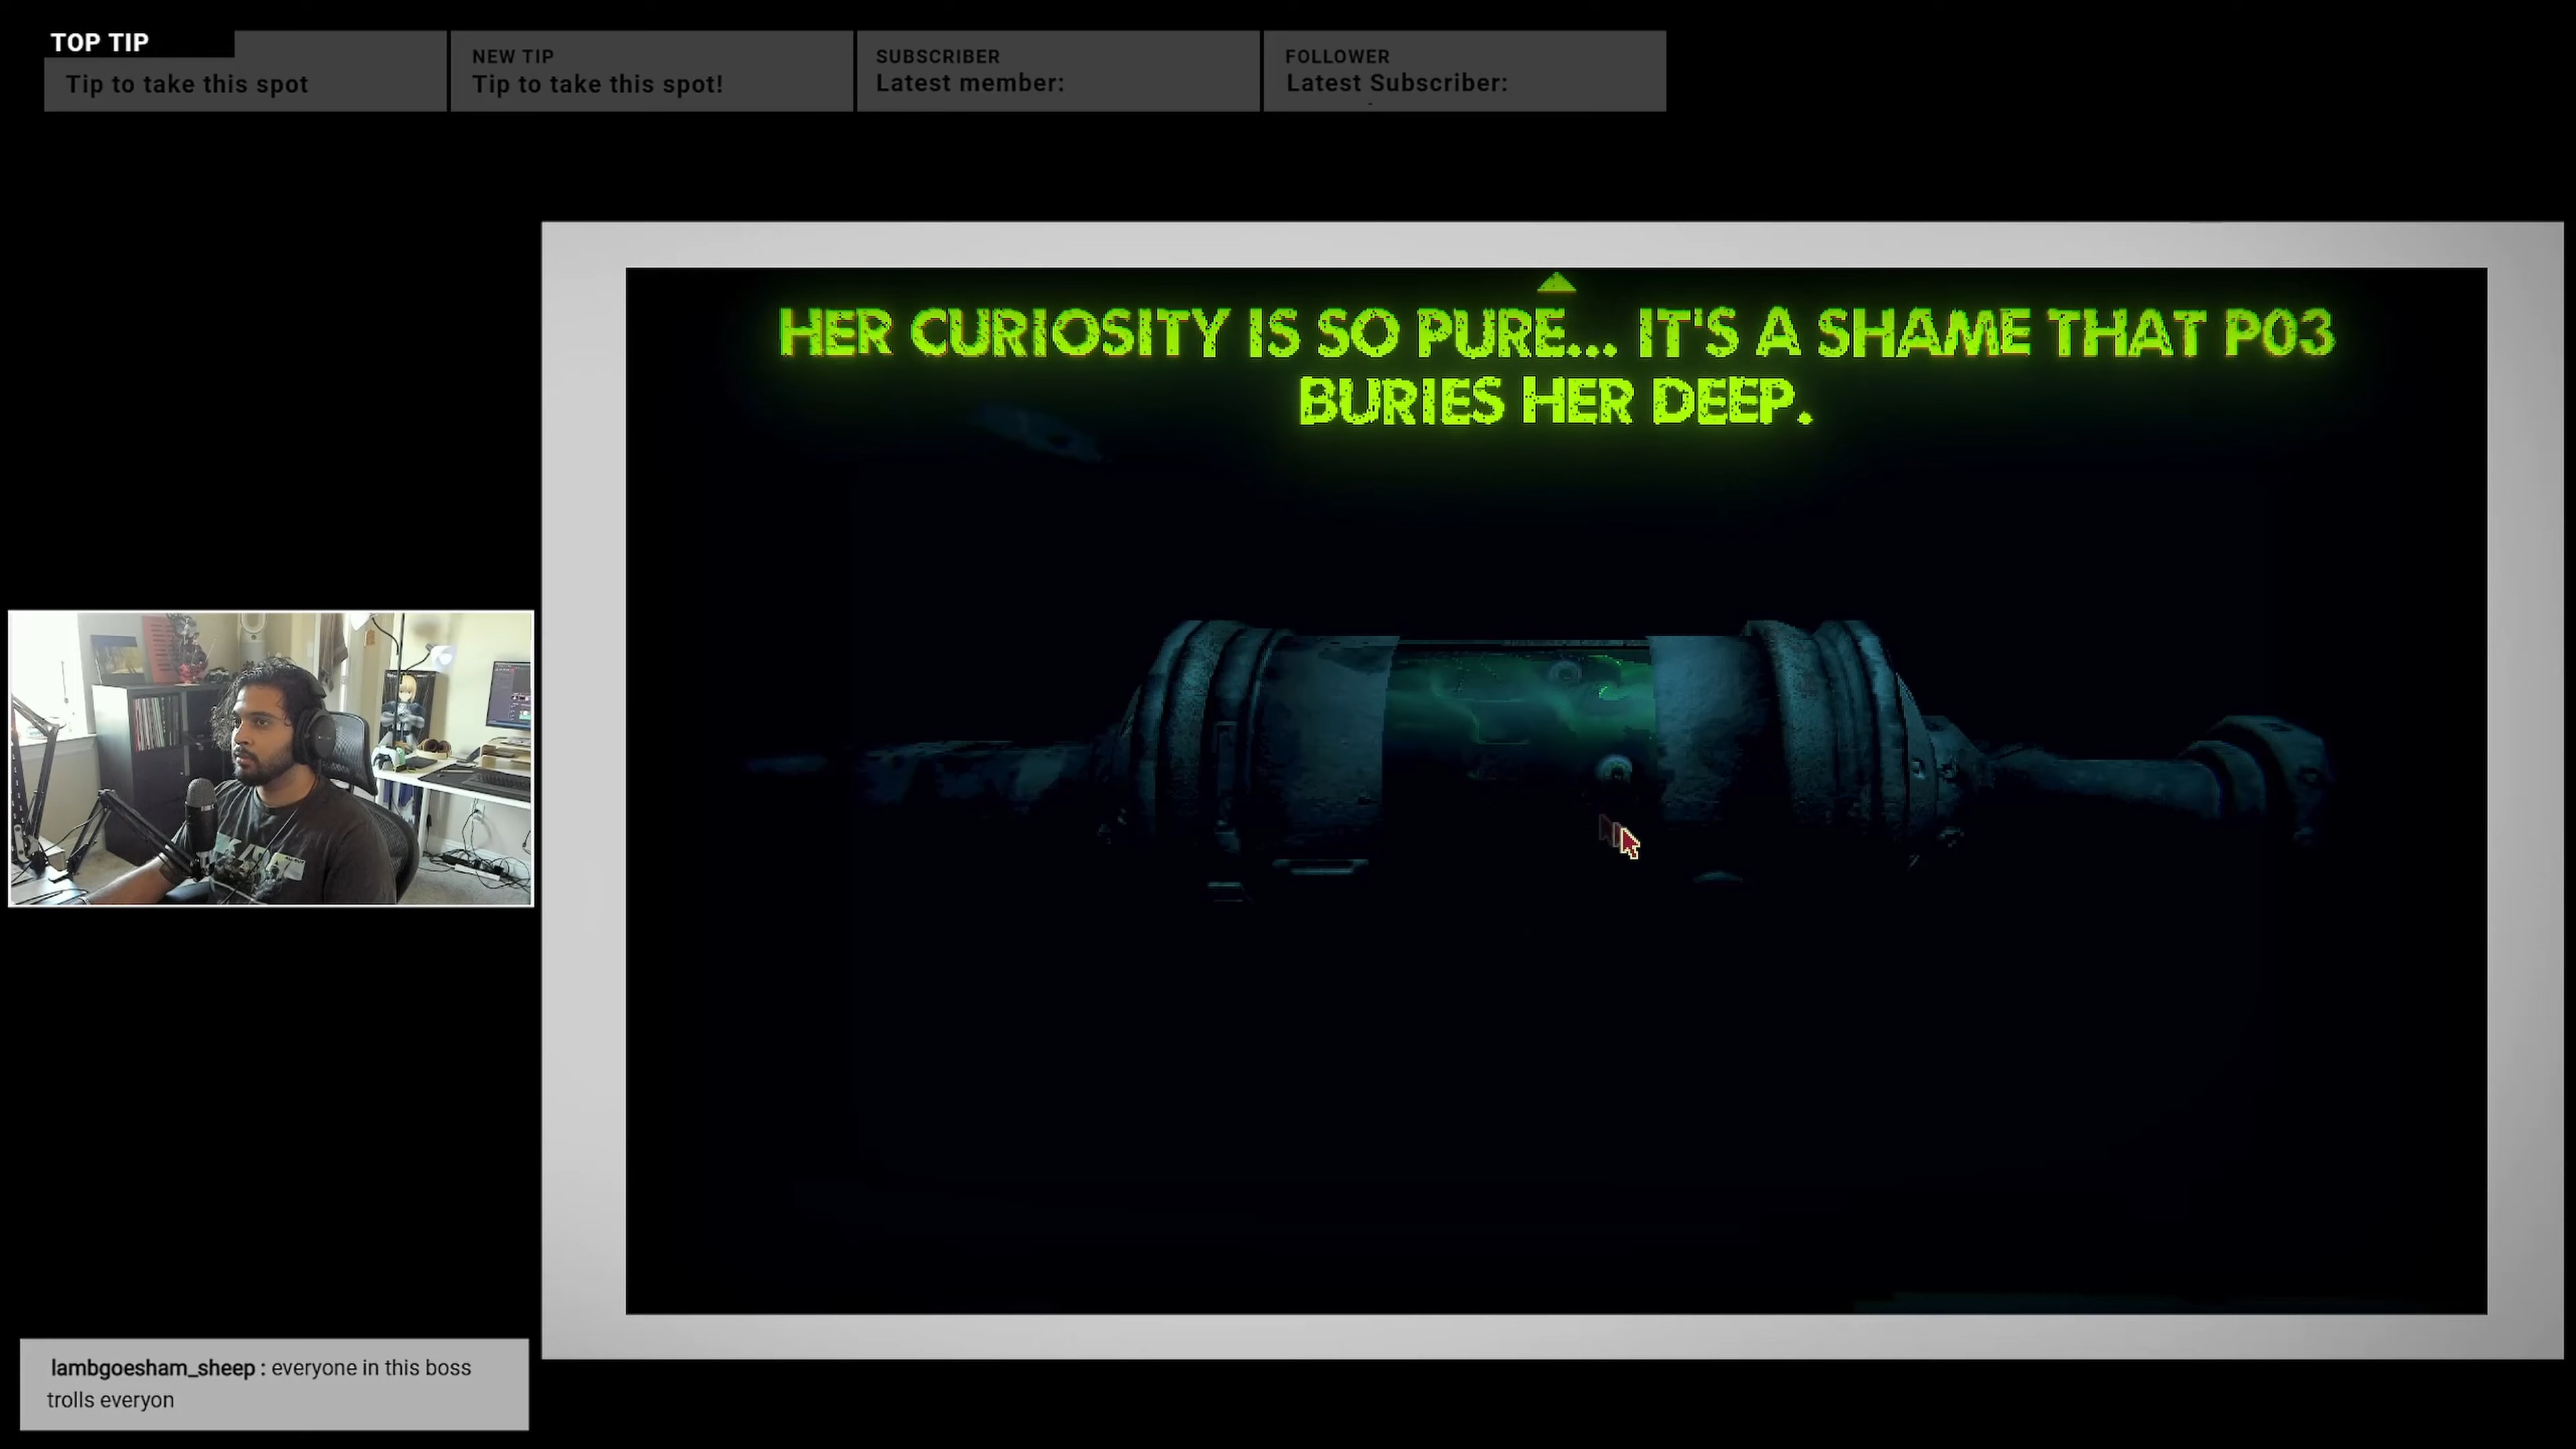 TOP TIP
Tip to take this spot
NEW TIP
Tip to take this spot!
SUBSCRIBER
Latest member:
FOLLOWER
Latest Subscriber:
HER CURIOSITY IS SO PURE... IT'S A SHAME THAT P03
BURIES HER DEEP.
lambgoesham_sheep : everyone in this boss
trolls everyon